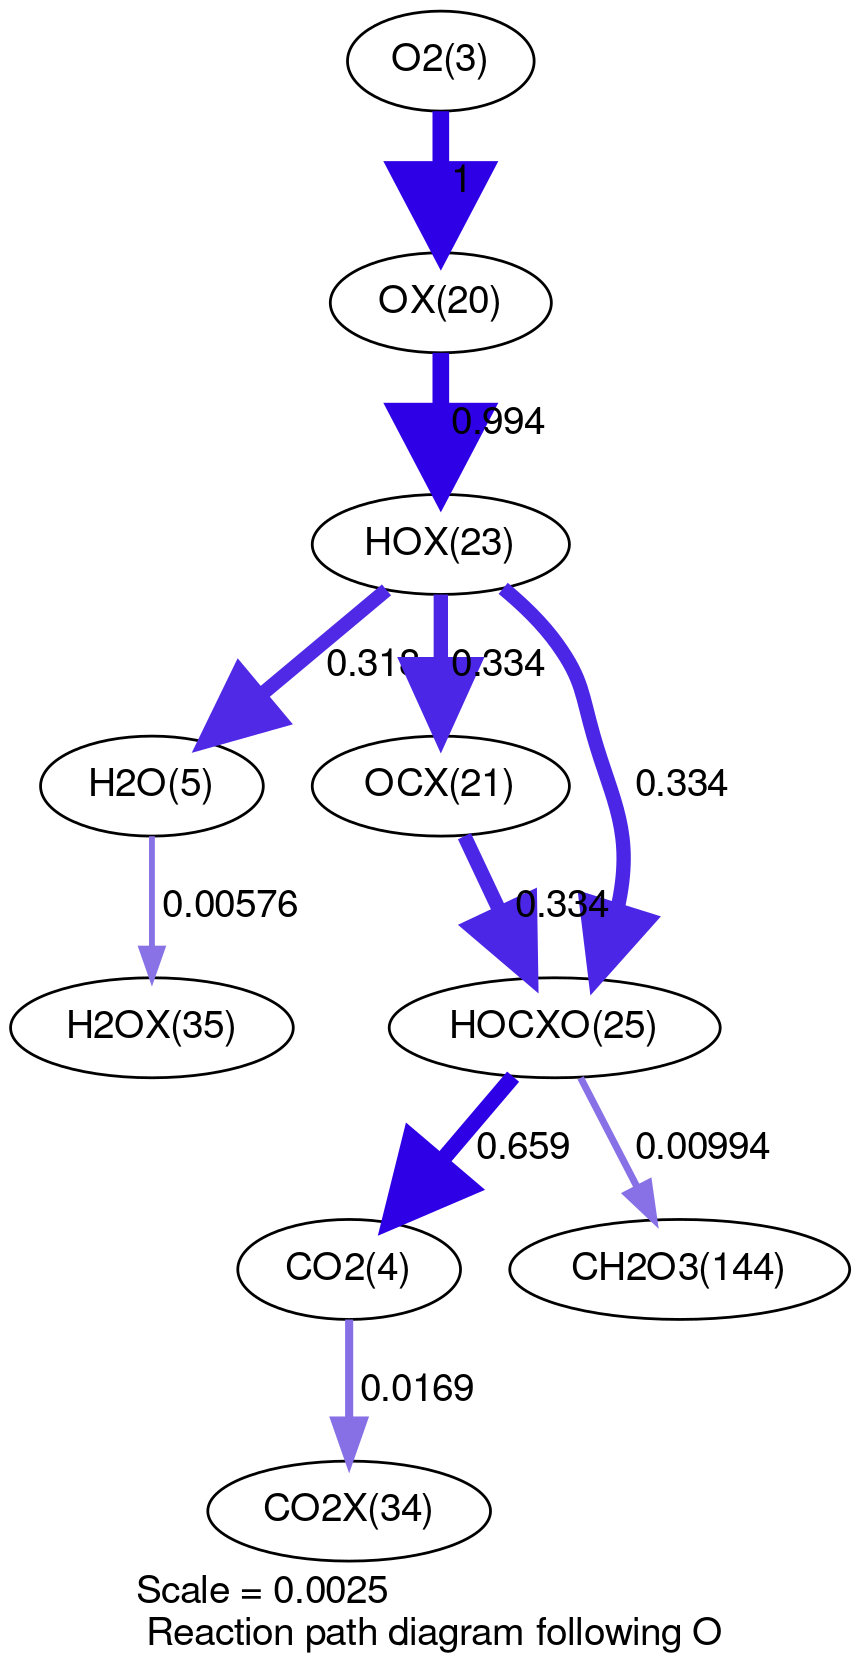 O2(3)
1
OX(20)
0.994
HOX(23)
0.334
0.334
H2O(5)
OCX(21)
0.334
0.00576
0.334
H2OX(35)
HOCXO(25)
0.659
0.00994
CO2(4)
CH2O3(144)
0.0169
CO2X(34)
Scale = 0.0025
Reaction path diagram following O